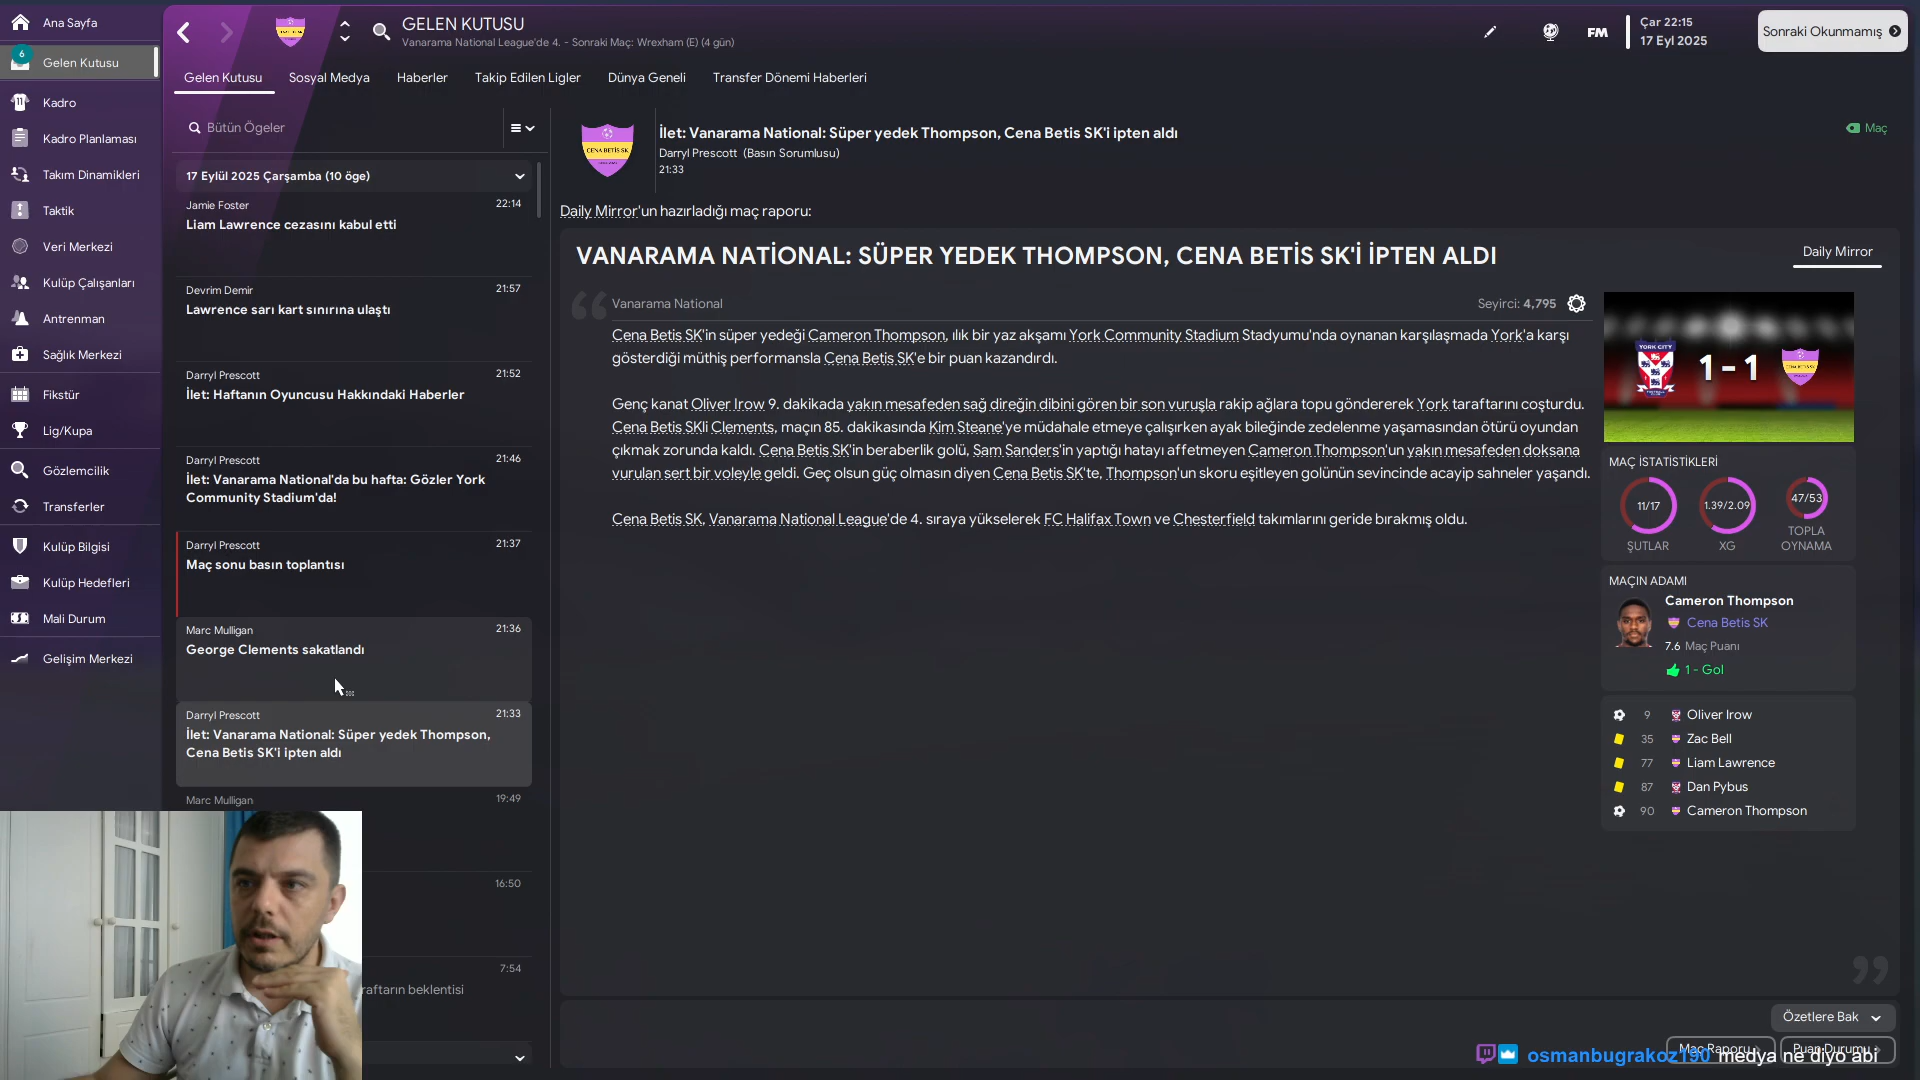 Ana Sayfa
6
Gelen Kutusu
11
Kadro
Kadro Planlaması
Takım Dinamikleri
Taktik
Veri Merkezi
Kulüp Çalışanları
Antrenman
Sağlık Merkezi
Fikstür
Lig/Kupa
Gözlemcilik
Transferler
Kulüp Bilgisi
Kulüp Hedefleri
Mali Durum
Gelişim Merkezi
GELEN KUTUSU
Vanarama National League'de 4. - Sonraki Maç: Wrexham (E) (4 gün)
FM
Çar 22:15
17 Eyl 2025
Sonraki Okunmamış
Gelen Kutusu
Sosyal Medya
Haberler
Takip Edilen Ligler
Dünya Geneli
Transfer Dönemi Haberleri
Bütün Ögeler
17 Eylül 2025 Çarşamba (10 öge)
Jamie Foster 22:14
Liam Lawrence cezasını kabul etti
Devrim Demir 21:57
Lawrence sarı kart sınırına ulaştı
Darryl Prescott 21:52
İlet: Haftanın Oyuncusu Hakkındaki Haberler
Darryl Prescott 21:46
İlet: Vanarama National'da bu hafta: Gözler York
Community Stadium'da!
Darryl Prescott 21:37
Maç sonu basın toplantısı
Marc Mulligan 21:36
George Clements sakatlandı
Darryl Prescott 21:33
İlet: Vanarama National: Süper yedek Thompson,
Cena Betis SK'i ipten aldı
Marc Mulligan 19:49
16:50
7:54
raftarın beklentisi
CENA BETİS SK
İlet: Vanarama National: Süper yedek Thompson, Cena Betis SK'i ipten aldı
Darryl Prescott (Basın Sorumlusu)
21:33
Maç
Daily Mirror'un hazırladığı maç raporu:
VANARAMA NATİONAL: SÜPER YEDEK THOMPSON, CENA BETİS SK'İ İPTEN ALDI
Daily Mirror
Vanarama National
Seyirci: 4,795
Cena Betis SK'in süper yedeği Cameron Thompson, ılık bir yaz akşamı York Community Stadium Stadyumu'nda oynanan karşılaşmada York'a karşı
gösterdiği müthiş performansla Cena Betis SK'e bir puan kazandırdı.
Genç kanat Oliver Irow 9. dakikada yakın mesafeden sağ direğin dibini gören bir son vuruşla rakip ağlara topu göndererek York taraftarını coşturdu.
Cena Betis SKli Clements, maçın 85. dakikasında Kim Steane'ye müdahale etmeye çalışırken ayak bileğinde zedelenme yaşamasından ötürü oyundan
çıkmak zorunda kaldı. Cena Betis SK'in beraberlik golü, Sam Sanders'in yaptığı hatayı affetmeyen Cameron Thompson'un yakın mesafeden doksana
vurulan sert bir voleyle geldi. Geç olsun güç olmasın diyen Cena Betis SK'te, Thompson'un skoru eşitleyen golünün sevincinde acayip sahneler yaşandı.
Cena Betis SK, Vanarama National League'de 4. sıraya yükselerek FC Halifax Town ve Chesterfield takımlarını geride bırakmış oldu.
YORK CITY
1 - 1
CENA BETİS SK
MAÇ İSTATİSTİKLERİ
11/17
1.39/2.09
47/53
ŞUTLAR
XG
TOPLA
OYNAMA
MAÇIN ADAMI
Cameron Thompson
Cena Betis SK
7.6 Maç Puanı
1 - Gol
9 Oliver Irow
35 Zac Bell
77 Liam Lawrence
87 Dan Pybus
90 Cameron Thompson
Özetlere Bak
Maç Raporu
Puan Durumu
osmanbugrakoz190 medya ne diyo abi